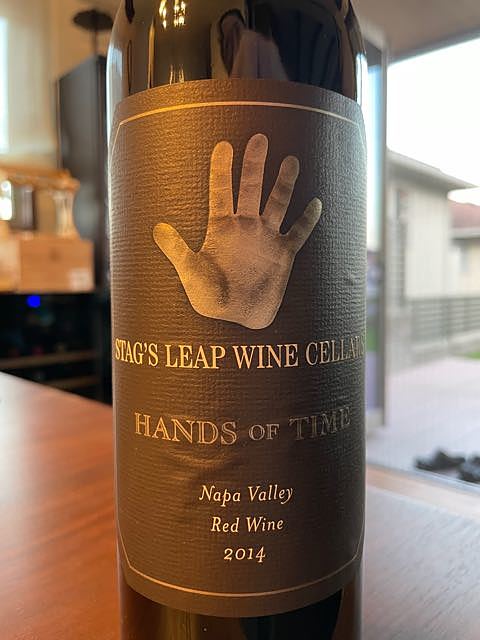 STAG'S LEAP WINE CELLARS
HANDS OF TIME
Napa Valley
Red Wine
2014